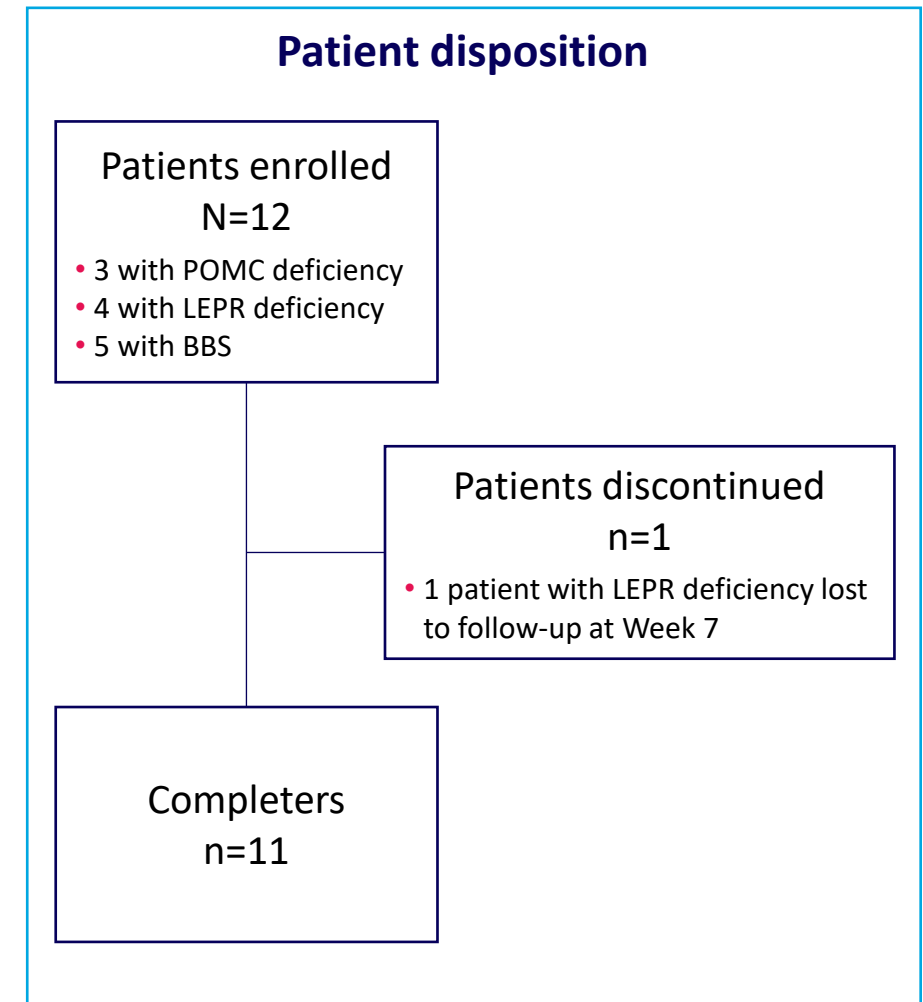 Patient disposition
Patients enrolled
N=12
• 3 with POMC deficiency
• 4 with LEPR deficiency
• 5 with BBS
Patients discontinued
n=1
• 1 patient with LEPR deficiency lost
to follow-up at Week 7
Completers
n=11